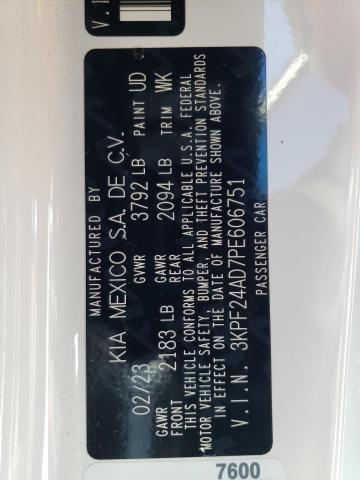 V.I
MANUFACTURED BY
KIA MEXICO S.A. DE C.V.
02/23 GVWR 3792 LB PAINT UD
GAWR FRONT 2183 LB GAWR REAR 2094 LB TRIM WK
THIS VEHICLE CONFORMS TO ALL APPLICABLE U.S.A. FEDERAL
MOTOR VEHICLE SAFETY, BUMPER, AND THEFT PREVENTION STANDARDS
IN EFFECT ON THE DATE OF MANUFACTURE SHOWN ABOVE.
V.I.N. 3KPF24AD7PE606751
PASSENGER CAR
7600